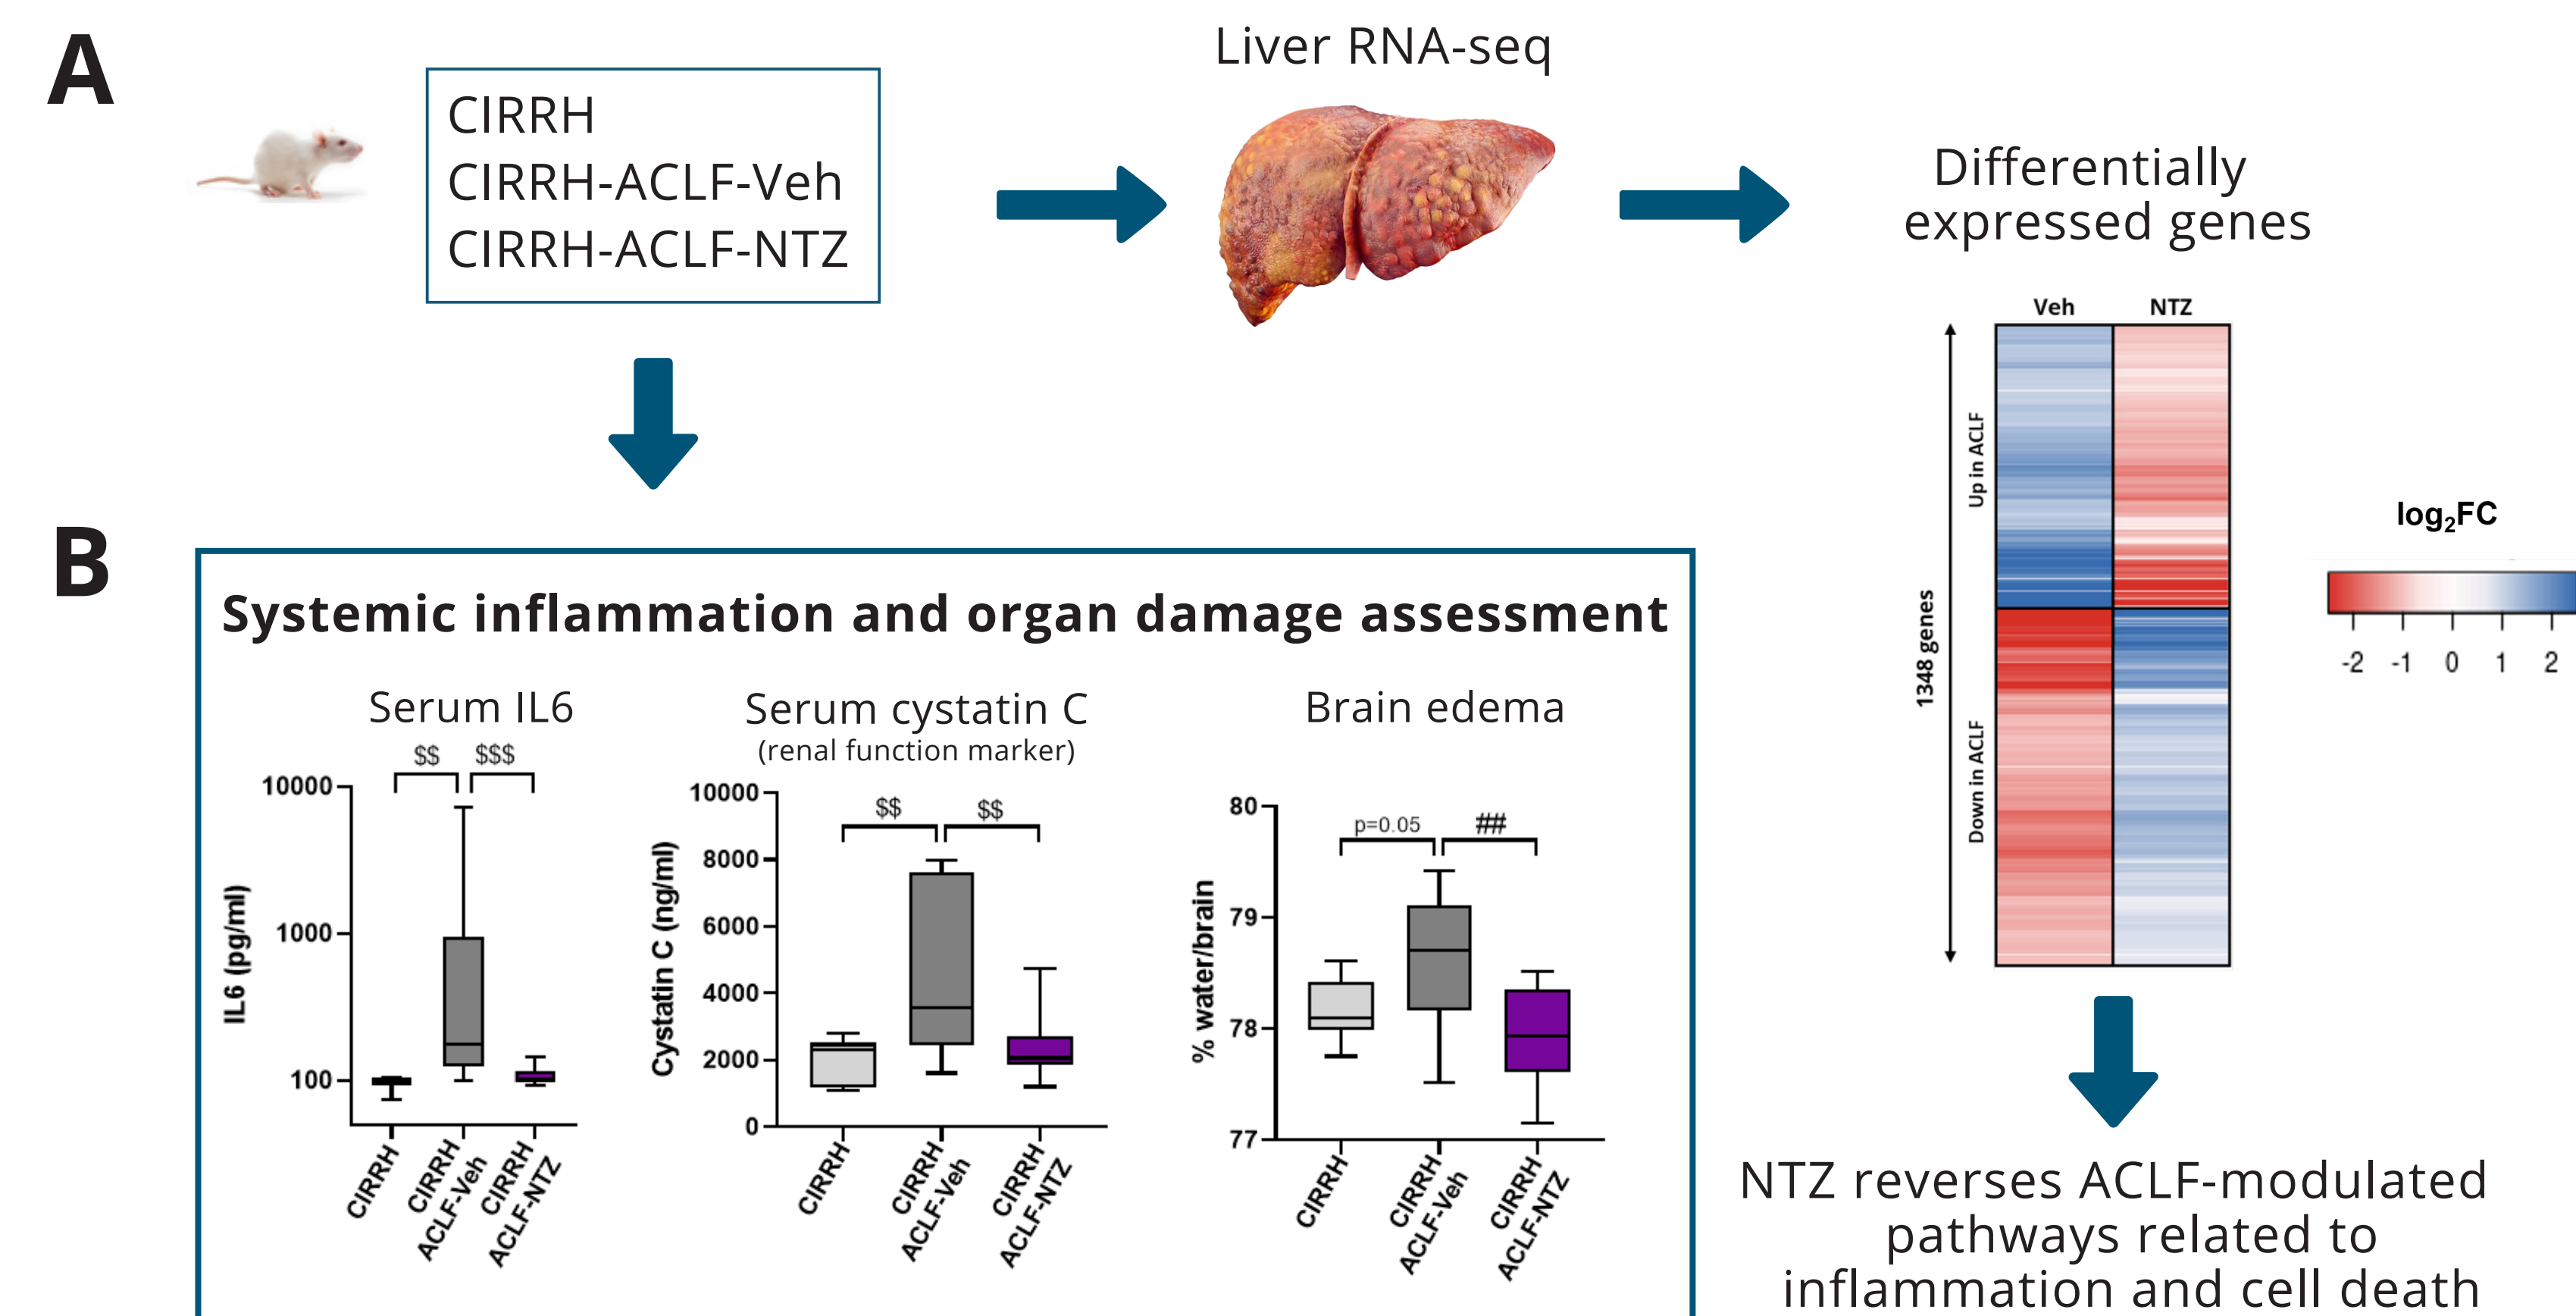 A
CIRRH
CIRRH-ACLF-Veh
CIRRH-ACLF-NTZ
Liver RNA-seq
Differentially
expressed genes
Veh NTZ
Up in ACLF
Down in ACLF
1348 genes
log₂FC
-2 -1 0 1 2
NTZ reverses ACLF-modulated
pathways related to
inflammation and cell death
B
Systemic inflammation and organ damage assessment
Serum IL6
$$ $$$
IL6 (pg/ml)
10000
1000
100
CIRRH
CIRRH
ACLF-Veh
CIRRH
ACLF-NTZ
Serum cystatin C
(renal function marker)
$$ $$
Cystatin C (ng/ml)
10000
8000
6000
4000
2000
0
CIRRH
CIRRH
ACLF-Veh
CIRRH
ACLF-NTZ
Brain edema
p=0.05 ##
% water/brain
80
79
78
77
CIRRH
CIRRH
ACLF-Veh
CIRRH
ACLF-NTZ